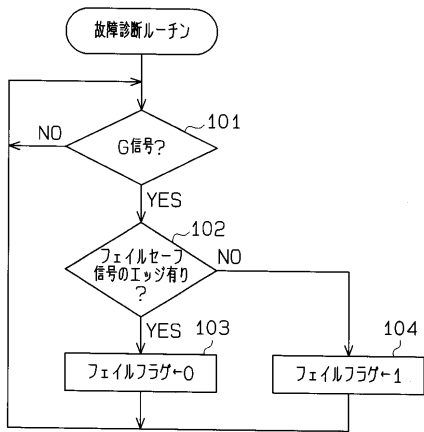 故障診断ルーチン
101
NO
G信号?
YES
102
フェイルセーフ
信号のエッジ有り
?
NO
YES
103
フェイルフラグ←0
104
フェイルフラグ←1